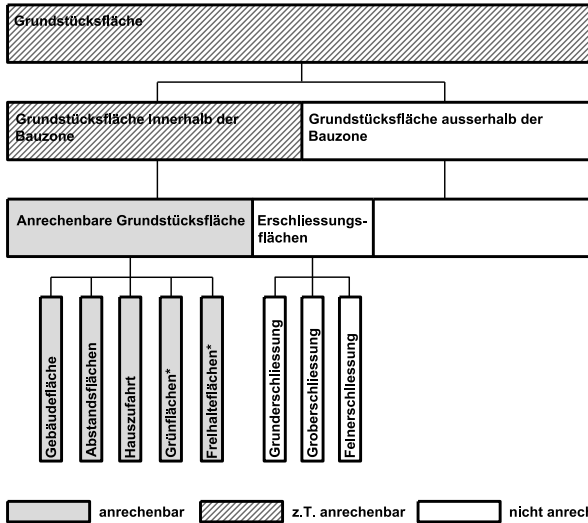 Grundstücksfläche
Grundstücksfläche innerhalb der
Bauzone
Grundstücksfläche ausserhalb der
Bauzone
Anrechenbare Grundstücksfläche
Erschliessungs-
flächen
Gebäudefläche
Abstandsflächen
Hauszufahrt
Grünflächen*
Freihalteflächen*
Grunderschliessung
Groberschliessung
Feinerschliessung
anrechenbar
z.T. anrechenbar
nicht anrech